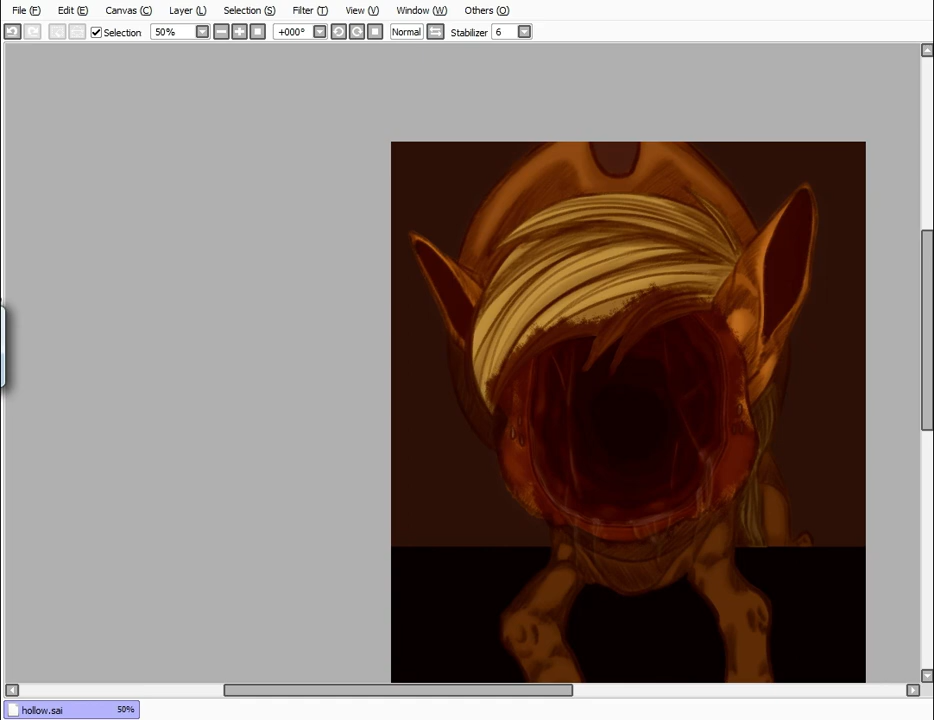 File (F) Edit (E) Canvas (C) Layer (L) Selection (S) Filter (T) View (V) Window (W) Others (O)
Selection 50% +000° Normal Stabilizer 6
hollow.sai 50%